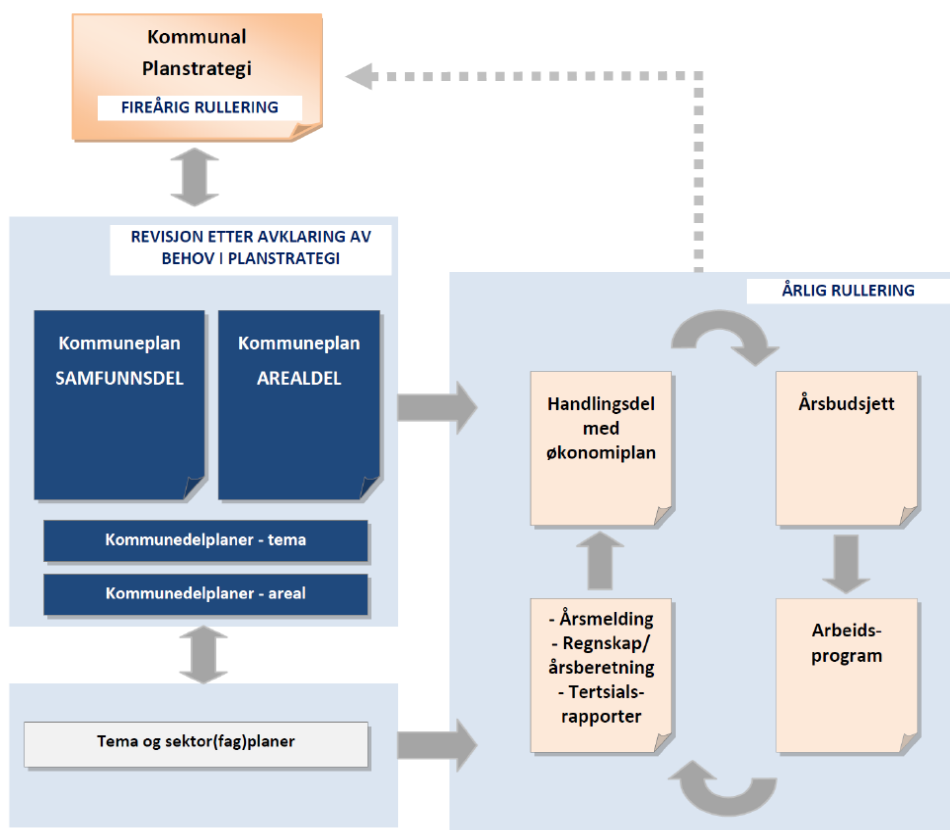 Kommunal
Planstrategi
FIREÅRIG RULLERING
REVISJON ETTER AVKLARING AV
BEHOV I PLANSTRATEGI
Kommuneplan
SAMFUNNSDEL
Kommuneplan
AREALDEL
Kommunedelplaner - tema
Kommunedelplaner - areal
Tema og sektor(fag)planer
ÅRLIG RULLERING
Handlingsdel
med
økonomiplan
Årsbudsjett
- Årsmelding
- Regnskap/
årsberetning
- Tertsials-
rapporter
Arbeids-
program